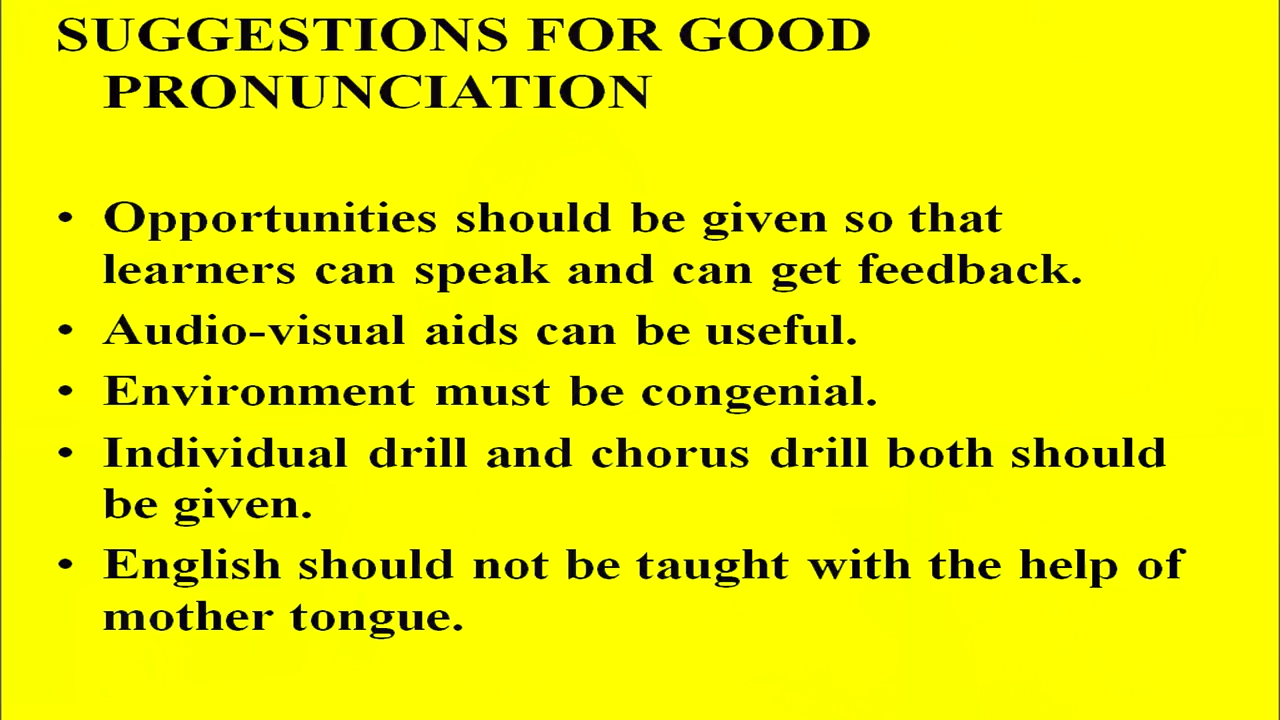 SUGGESTIONS FOR GOOD
PRONUNCIATION
• Opportunities should be given so that
learners can speak and can get feedback.
• Audio-visual aids can be useful.
• Environment must be congenial.
• Individual drill and chorus drill both should
be given.
• English should not be taught with the help of
mother tongue.